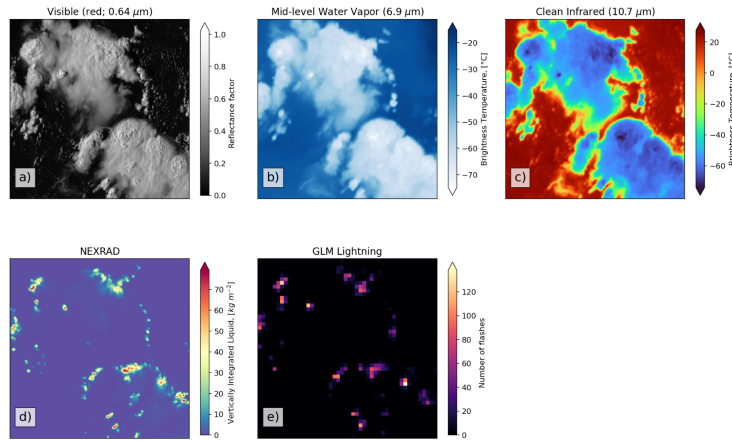 Visible (red; 0.64 μm)
1.0
0.8
0.6
0.4
0.2
0.0
Reflectance factor
a)
Mid-level Water Vapor (6.9 μm)
−20
−30
−40
−50
−60
−70
Brightness Temperature, [°C]
b)
Clean Infrared (10.7 μm)
20
0
−20
−40
−60
Brightness Temperature, [°C]
c)
NEXRAD
70
60
50
40
30
20
10
0
Vertically Integrated Liquid, [kg m⁻²]
d)
GLM Lightning
120
100
80
60
40
20
0
Number of flashes
e)